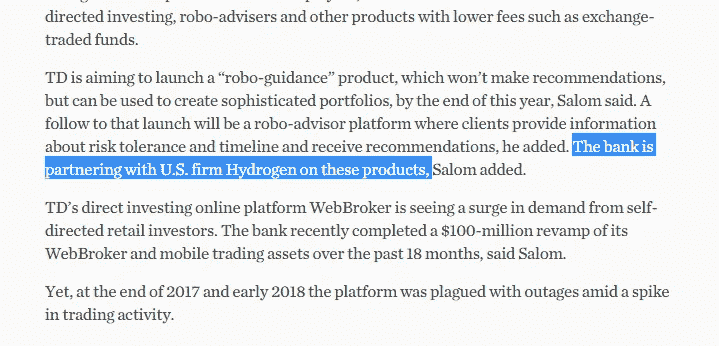 directed investing, robo-advisers and other products with lower fees such as exchange-
traded funds.
TD is aiming to launch a “robo-guidance” product, which won’t make recommendations,
but can be used to create sophisticated portfolios, by the end of this year, Salom said. A
follow to that launch will be a robo-advisor platform where clients provide information
about risk tolerance and timeline and receive recommendations, he added. The bank is
partnering with U.S. firm Hydrogen on these products, Salom added.
TD’s direct investing online platform WebBroker is seeing a surge in demand from self-
directed retail investors. The bank recently completed a $100-million revamp of its
WebBroker and mobile trading assets over the past 18 months, said Salom.
Yet, at the end of 2017 and early 2018 the platform was plagued with outages amid a spike
in trading activity.